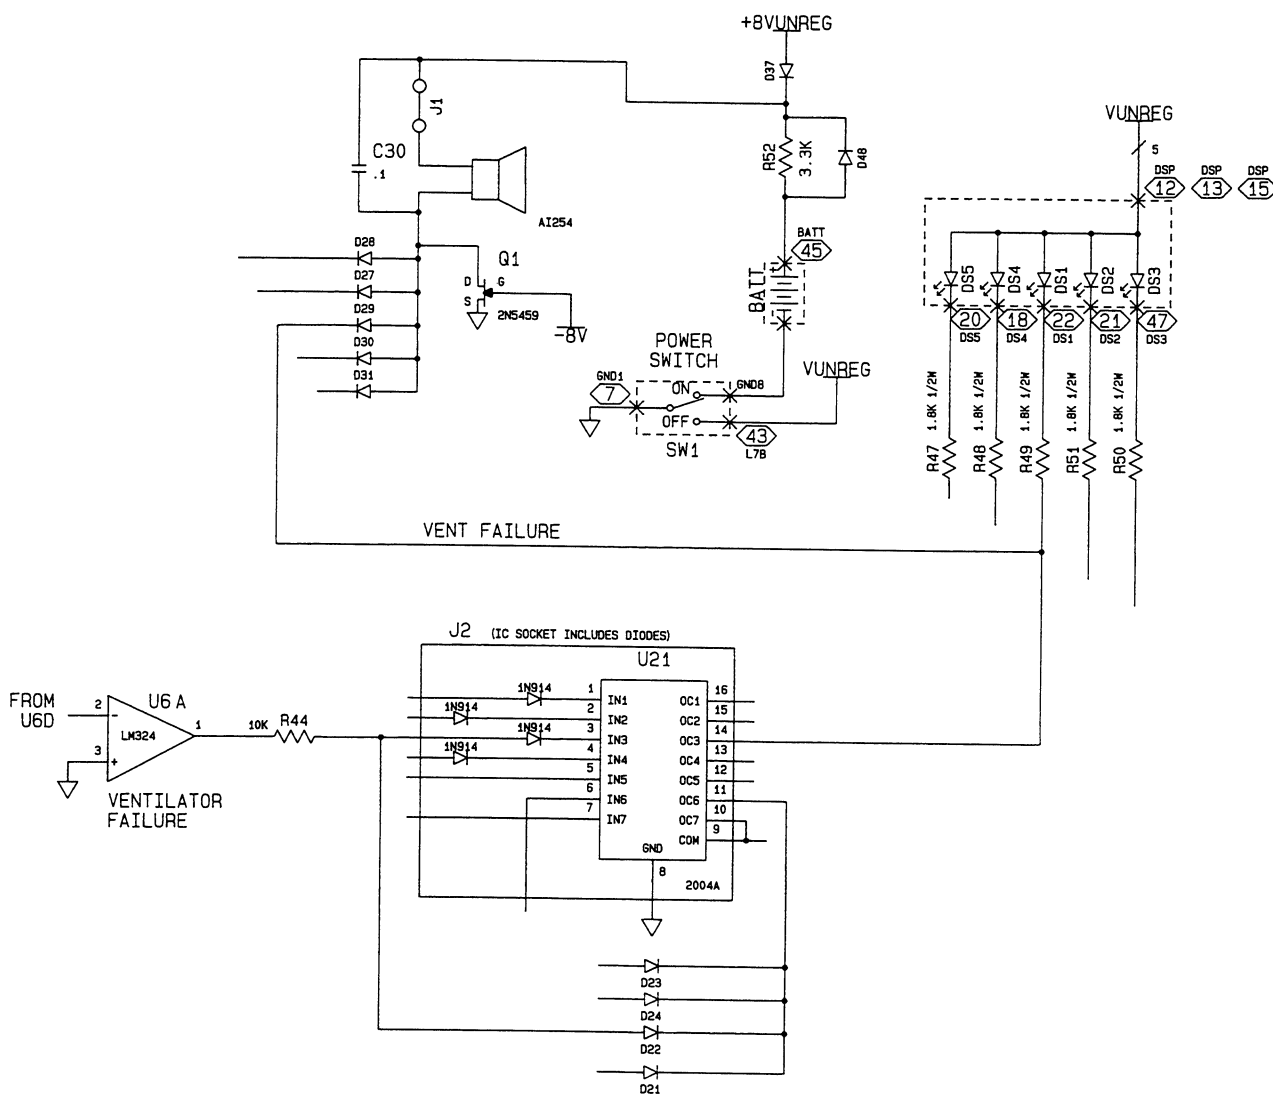 +8VUNREG
D37
J1
C30
.1
R52
3.3K
D48
VUNREG
5
DSP
12
DSP
13
DSP
15
AI254
D28
D27
D29
D30
D31
Q1
D
G
S
2N5459
-8V
BATT
45
+
BATT
DS5
DS4
DS1
DS2
DS3
20
18
22
21
47
DS5
DS4
DS1
DS2
DS3
POWER
SWITCH
VUNREG
GND1
7
ON
GND8
OFF
43
L7B
SW1
R47 1.8K 1/2W
R48 1.8K 1/2W
R49 1.8K 1/2W
R51 1.8K 1/2W
R50 1.8K 1/2W
VENT FAILURE
J2 (IC SOCKET INCLUDES DIODES)
U21
FROM
U6D
2
-
U6A
LM324
1
3
+
VENTILATOR
FAILURE
10K R44
1N914
1N914
1N914
1N914
1 IN1 OC1 16
2 IN2 OC2 15
3 IN3 OC3 14
4 IN4 OC4 13
5 IN5 OC5 12
6 IN6 OC6 11
7 IN7 OC7 10
COM 9
GND
8
2004A
D23
D24
D22
D21